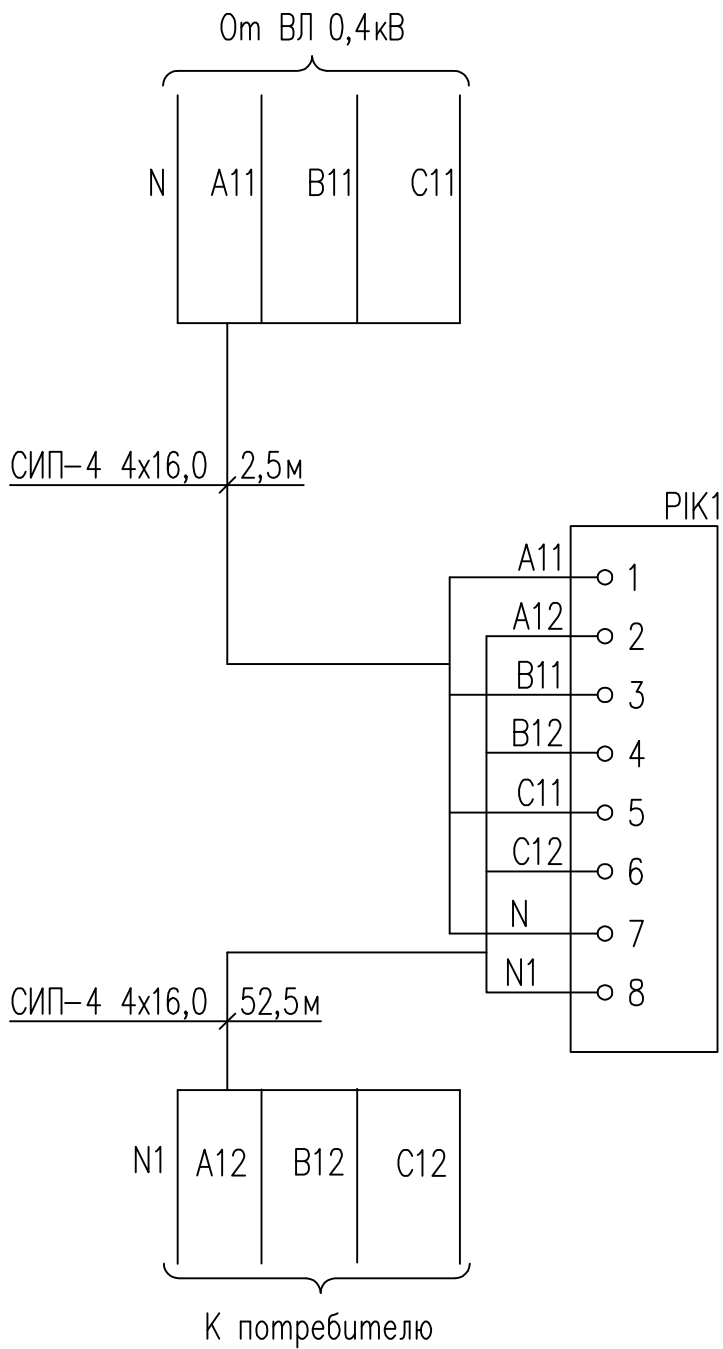 От ВЛ 0,4кВ
N A11 B11 C11
СИП-4 4х16,0 2,5м
PIK1
A11 1
A12 2
B11 3
B12 4
C11 5
C12 6
N 7
N1 8
СИП-4 4х16,0 52,5м
N1 A12 B12 C12
К потребителю